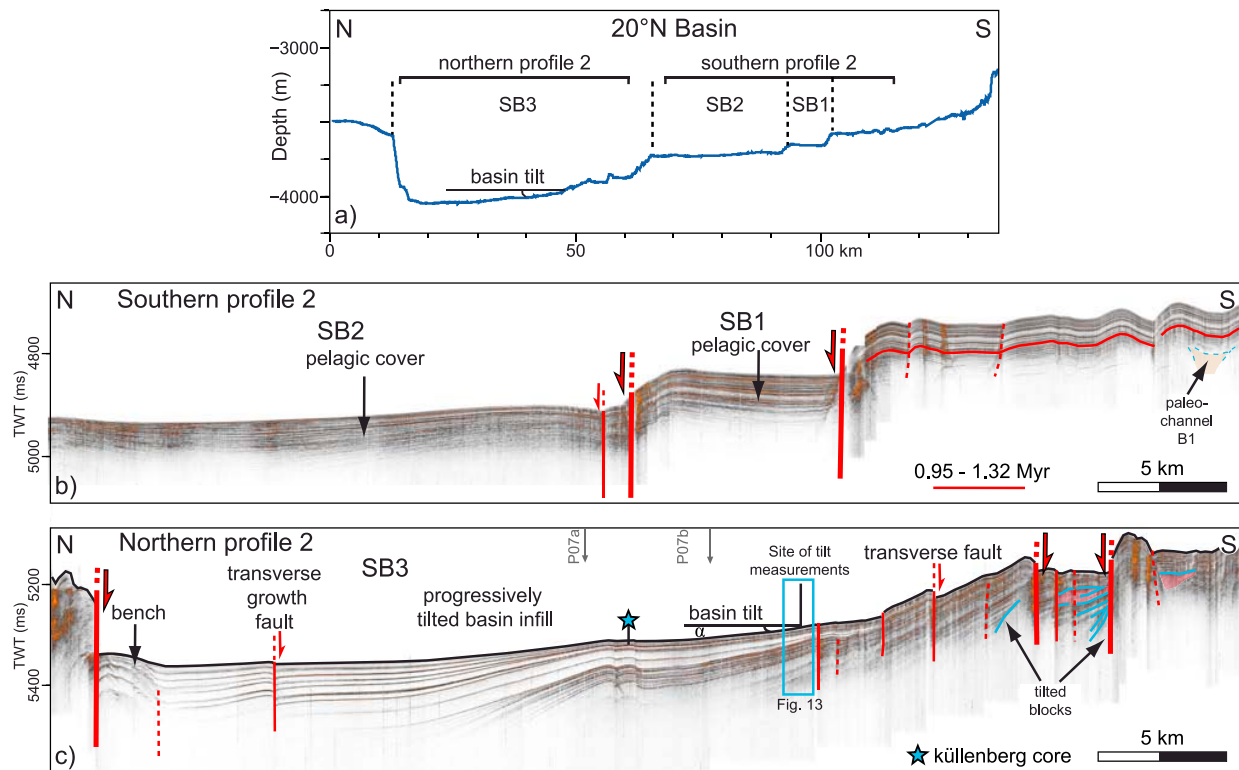 N
20°N Basin
S
−3000
northern profile 2
southern profile 2
SB3
SB2
SB1
Depth (m)
basin tilt
−4000
a)
0
50
100 km
N
Southern profile 2
S
SB2
pelagic cover
SB1
pelagic cover
4800
TWT (ms)
5000
paleo-
channel
B1
0.95 - 1.32 Myr
5 km
b)
N
Northern profile 2
S
P07a
P07b
SB3
Site of tilt
measurements
transverse fault
5200
transverse
growth
fault
bench
progressively
tilted basin infill
basin tilt
α
TWT (ms)
5400
Fig. 13
tilted
blocks
küllenberg core
5 km
c)